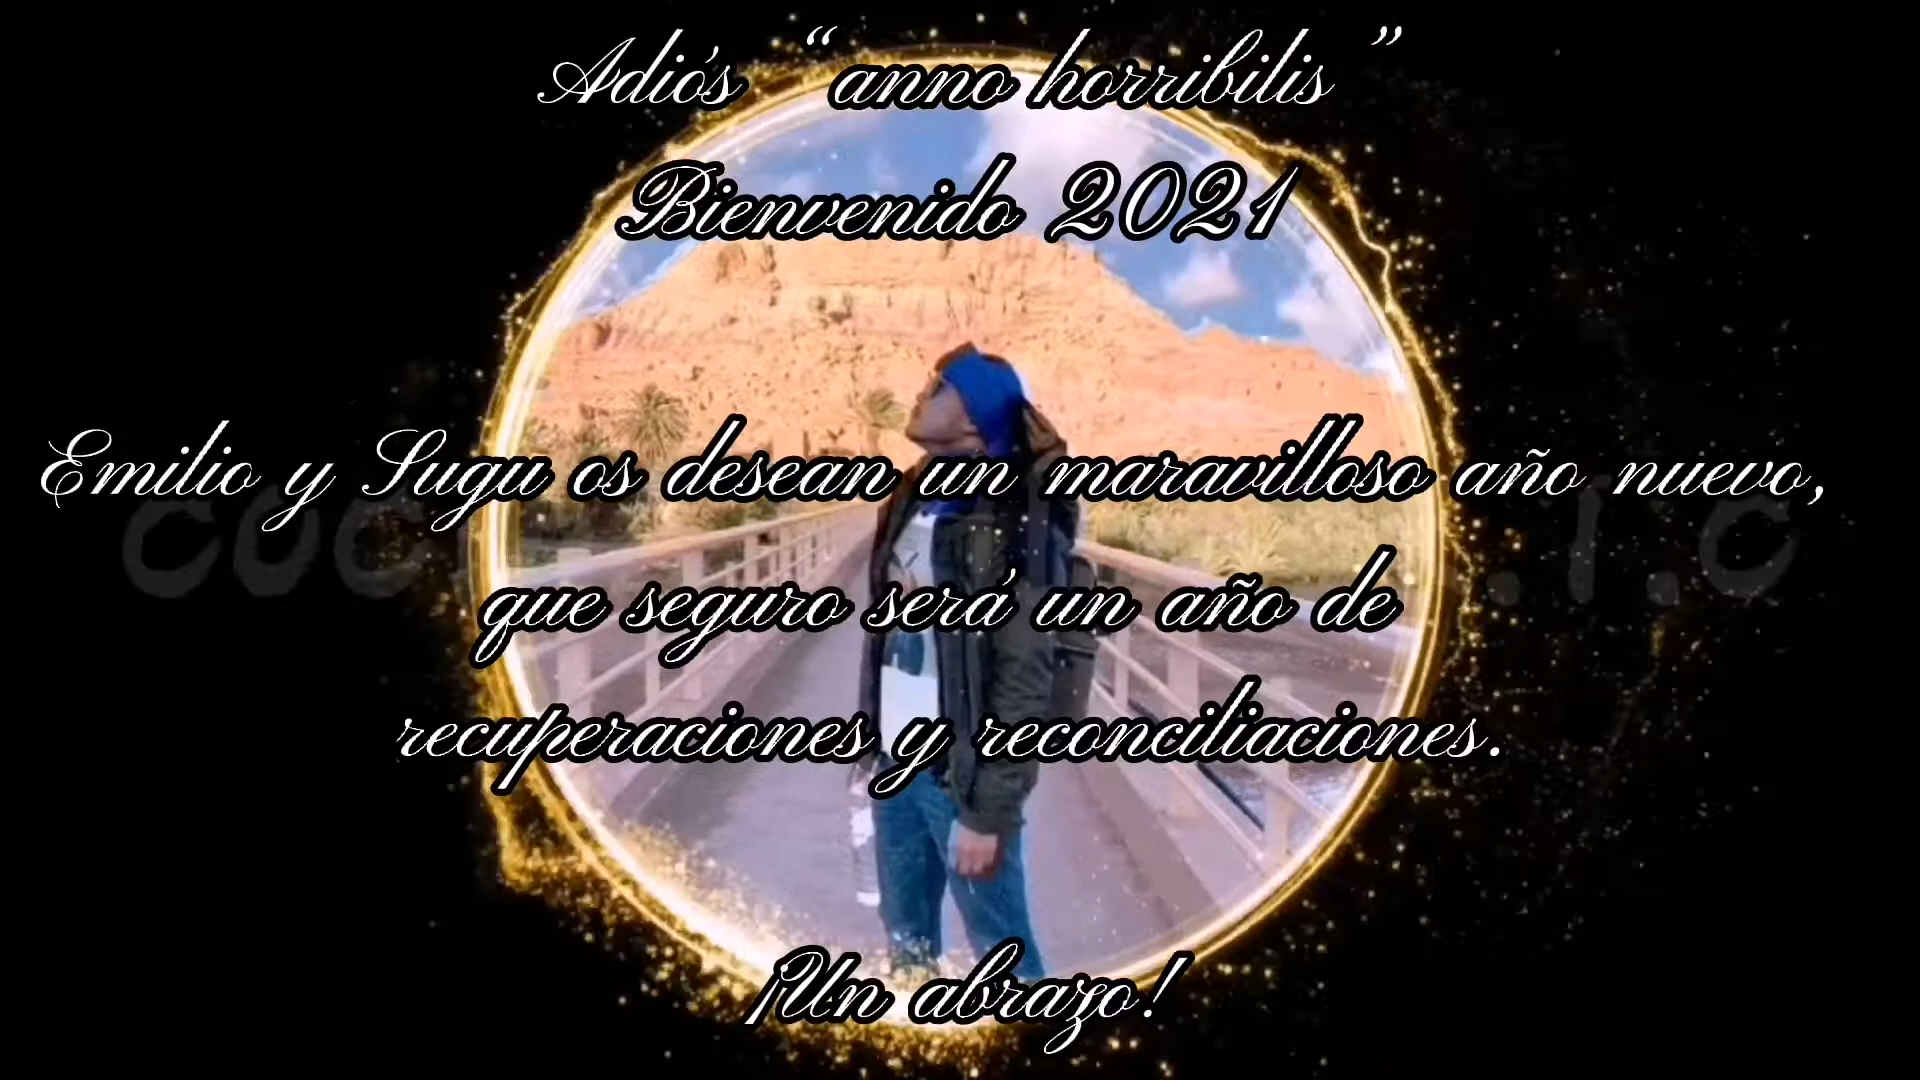 Adiós “anno horribilis”
Bienvenido 2021
Emilio y Sugu os desean un maravilloso año nuevo,
que seguro será un año de
recuperaciones y reconciliaciones.
¡Un abrazo!